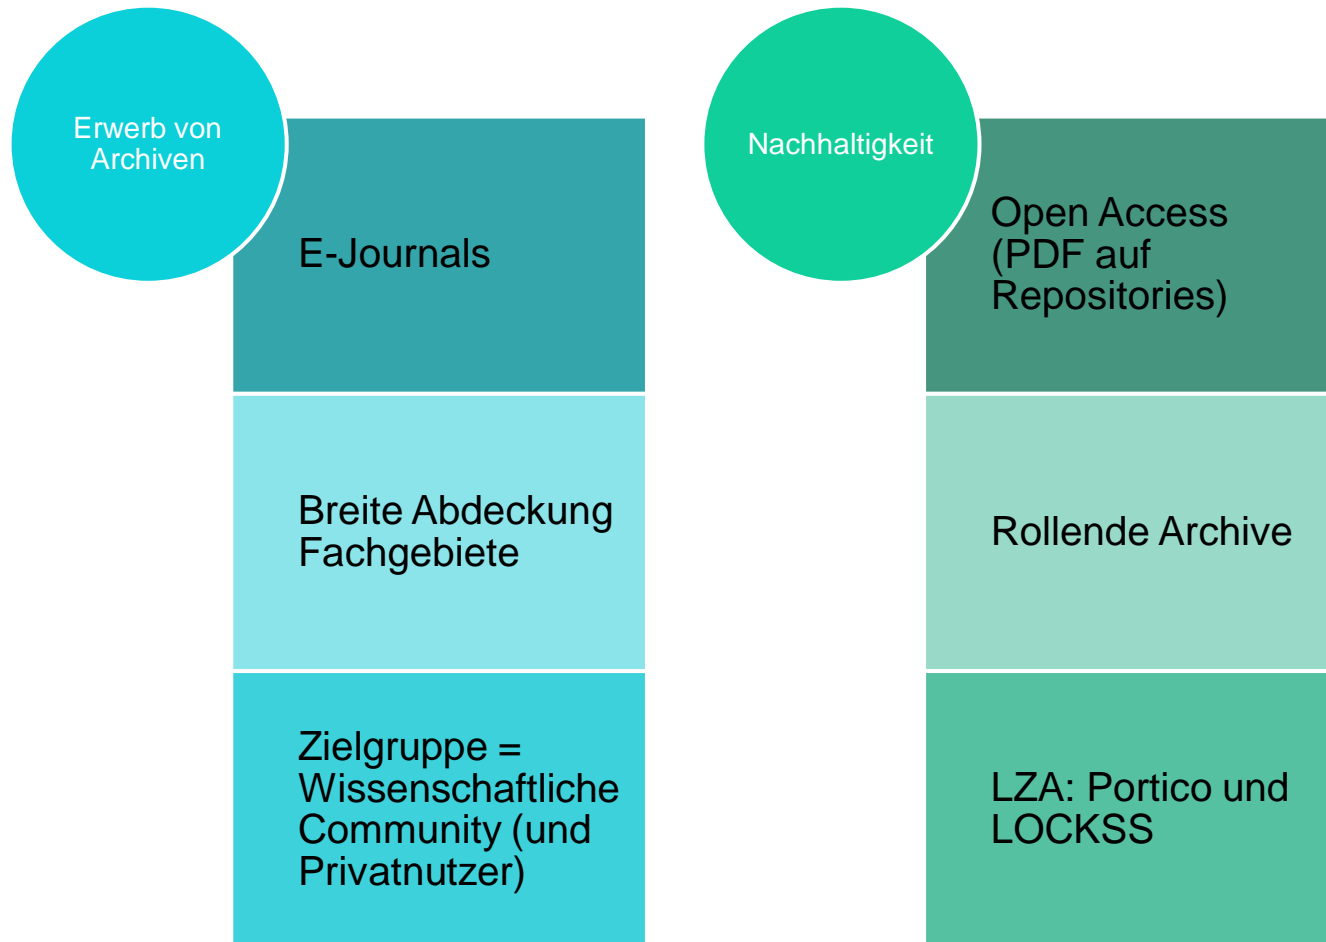 Erwerb von
Archiven
E-Journals
Breite Abdeckung
Fachgebiete
Zielgruppe =
Wissenschaftliche
Community (und
Privatnutzer)
Nachhaltigkeit
Open Access
(PDF auf
Repositories)
Rollende Archive
LZA: Portico und
LOCKSS